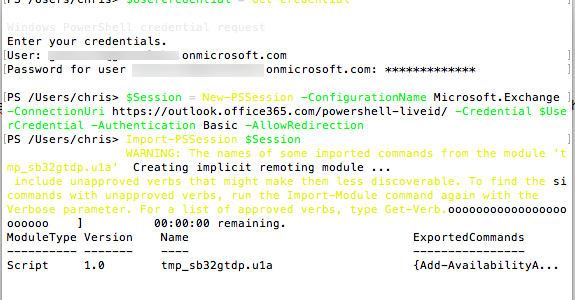 [PS /Users/chris> $UserCredential = Get-Credential ]
Windows PowerShell credential request
Enter your credentials.
User: onmicrosoft.com
[Password for user onmicrosoft.com: ************* ]
[PS /Users/chris> $Session = New-PSSession -ConfigurationName Microsoft.Exchange ]
-ConnectionUri https://outlook.office365.com/powershell-liveid/ -Credential $Use
rCredential -Authentication Basic -AllowRedirection
[PS /Users/chris> Import-PSSession $Session ]
WARNING: The names of some imported commands from the module 't
mp_sb32gtdp.u1a' Creating implicit remoting module ...
include unapproved verbs that might make them less discoverable. To find the si
commands with unapproved verbs, run the Import-Module command again with the
Verbose parameter. For a list of approved verbs, type Get-Verb.oooooooooooooooooo
oooooo ] 00:00:00 remaining.
ModuleType Version Name ExportedCommands
---------- ------- ---- ----------------
Script 1.0 tmp_sb32gtdp.u1a {Add-AvailabilityA...